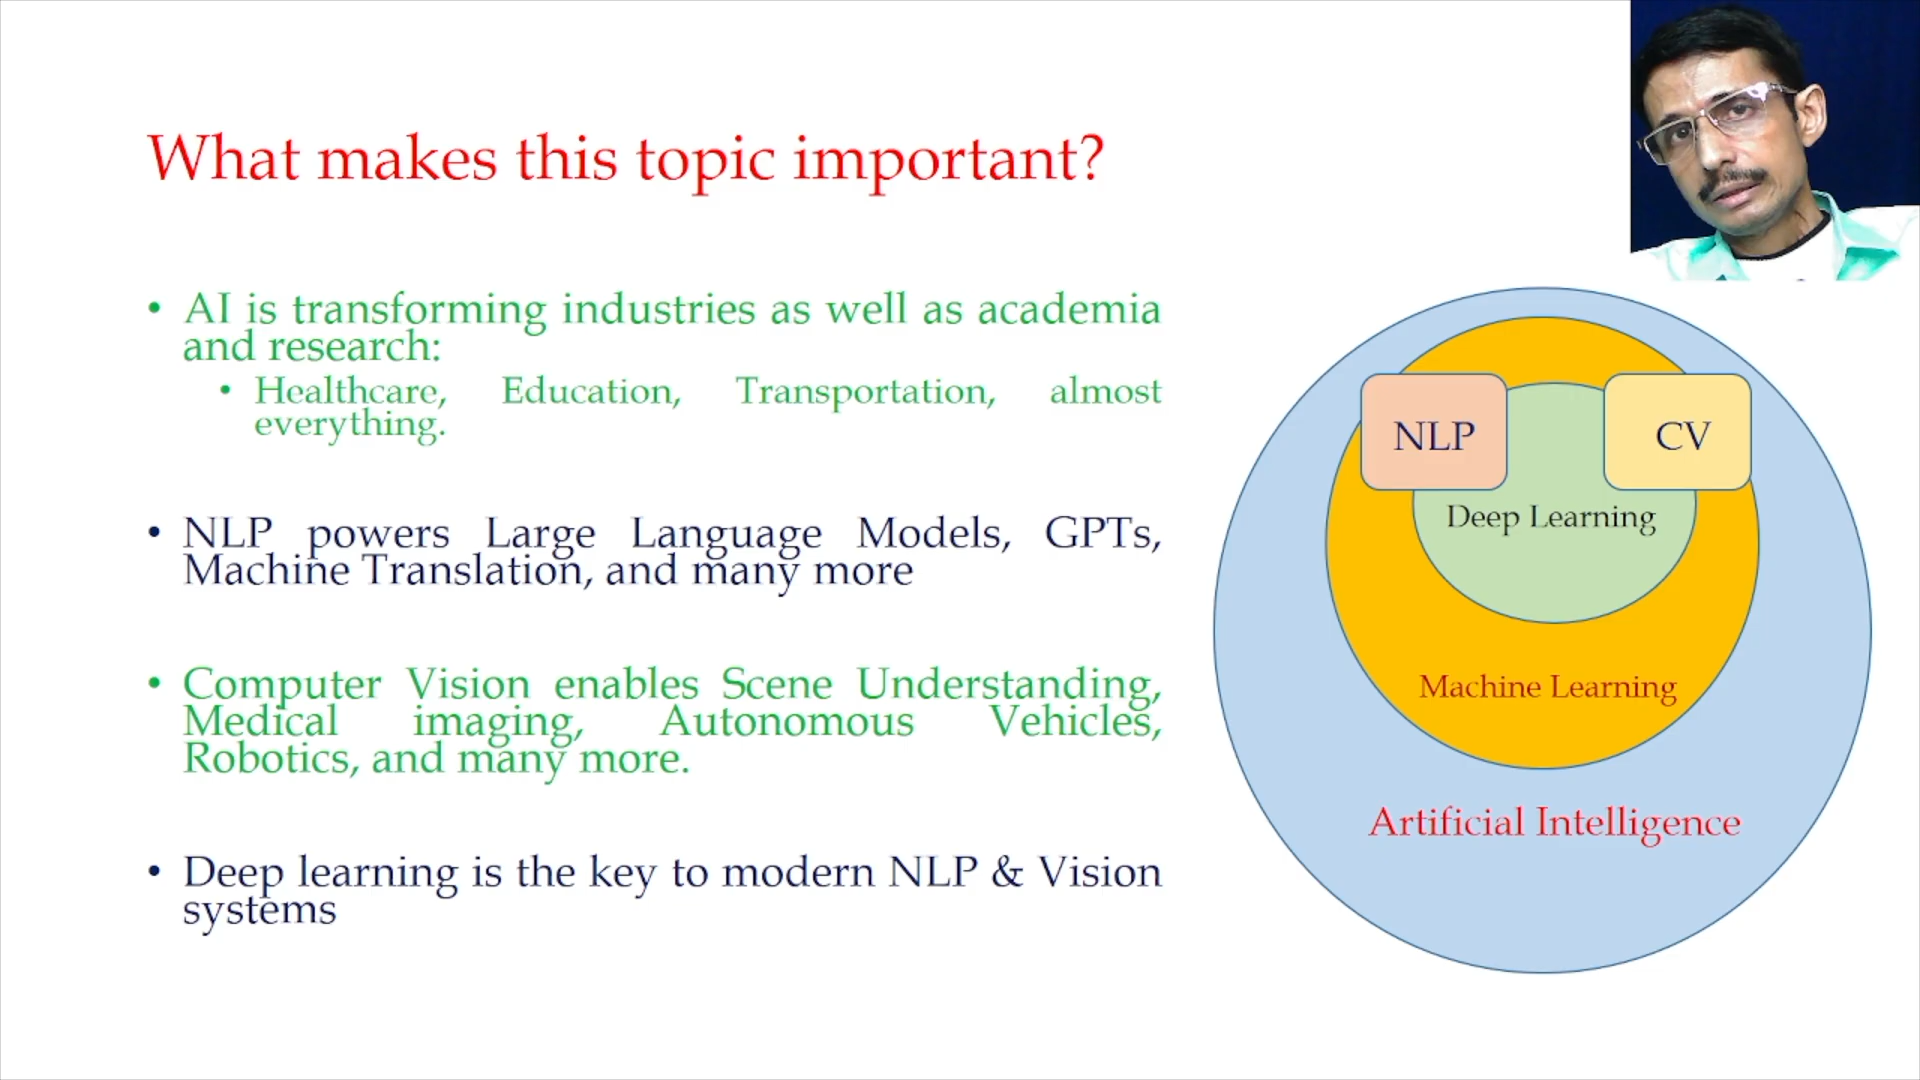 What makes this topic important?
• AI is transforming industries as well as academia
and research:
• Healthcare, Education, Transportation, almost
everything.
• NLP powers Large Language Models, GPTs,
Machine Translation, and many more
• Computer Vision enables Scene Understanding,
Medical imaging, Autonomous Vehicles,
Robotics, and many more.
• Deep learning is the key to modern NLP & Vision
systems
NLP
CV
Deep Learning
Machine Learning
Artificial Intelligence